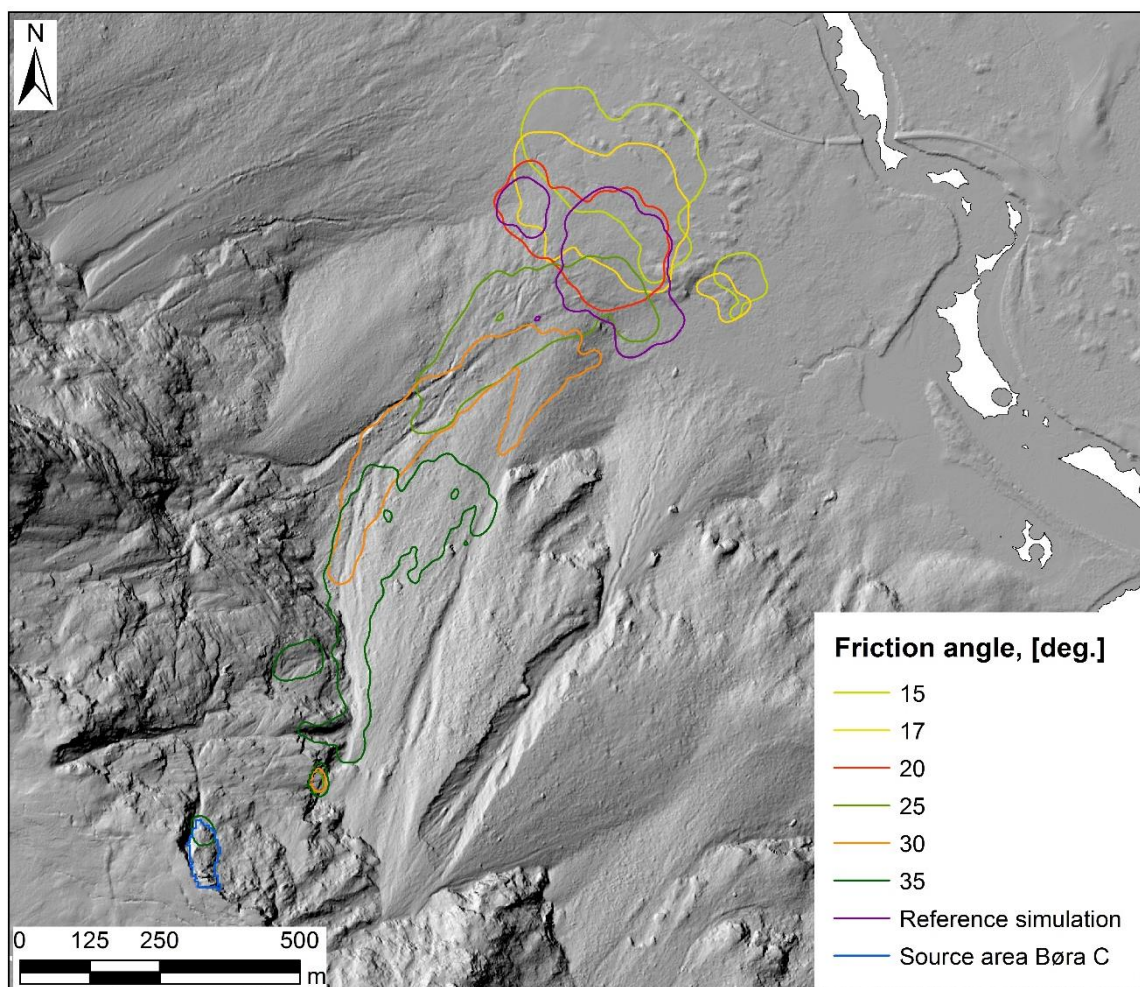 N
Friction angle, [deg.]
15
17
20
25
30
35
Reference simulation
Source area Børa C
0 125 250 500
m